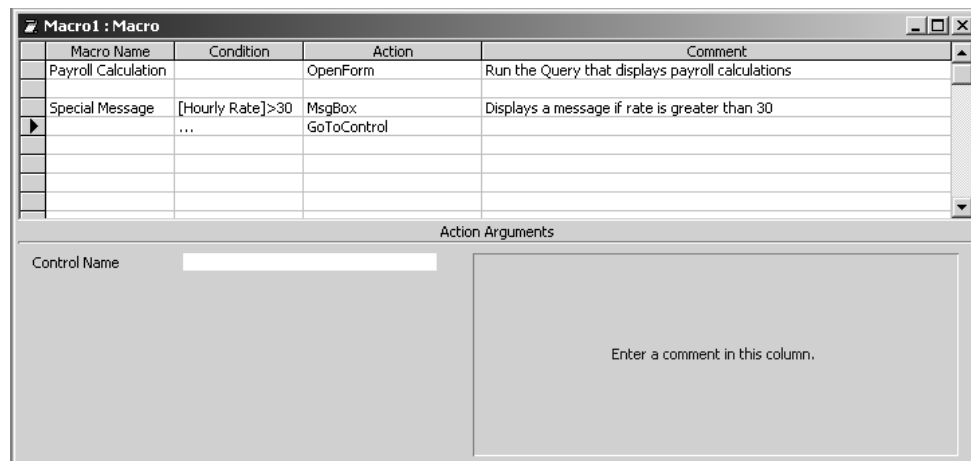 Macro1 : Macro
Macro Name Condition Action Comment
Payroll Calculation OpenForm Run the Query that displays payroll calculations
Special Message [Hourly Rate]>30 MsgBox Displays a message if rate is greater than 30
... GoToControl
Action Arguments
Control Name
Enter a comment in this column.